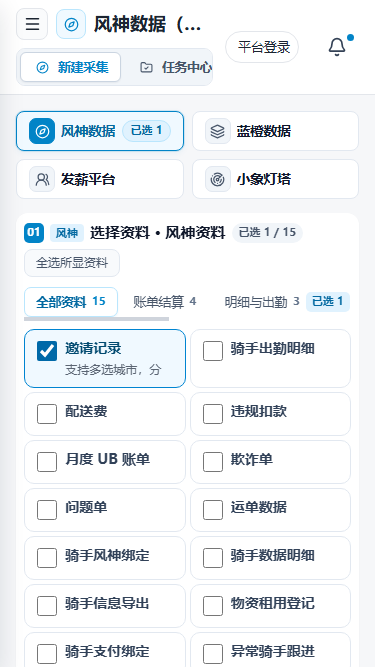 风神数据（...
平台登录
新建采集 任务中心
风神数据 已选 1 蓝橙数据
发薪平台 小象灯塔
01 风神 选择资料 • 风神资料 已选 1 / 15
全选所显资料
全部资料 15 账单结算 4 明细与出勤 3 已选 1
邀请记录 骑手出勤明细
支持多选城市，分
配送费 违规扣款
月度 UB 账单 欺诈单
问题单 运单数据
骑手风神绑定 骑手数据明细
骑手信息导出 物资租用登记
骑手支付绑定 异常骑手跟进